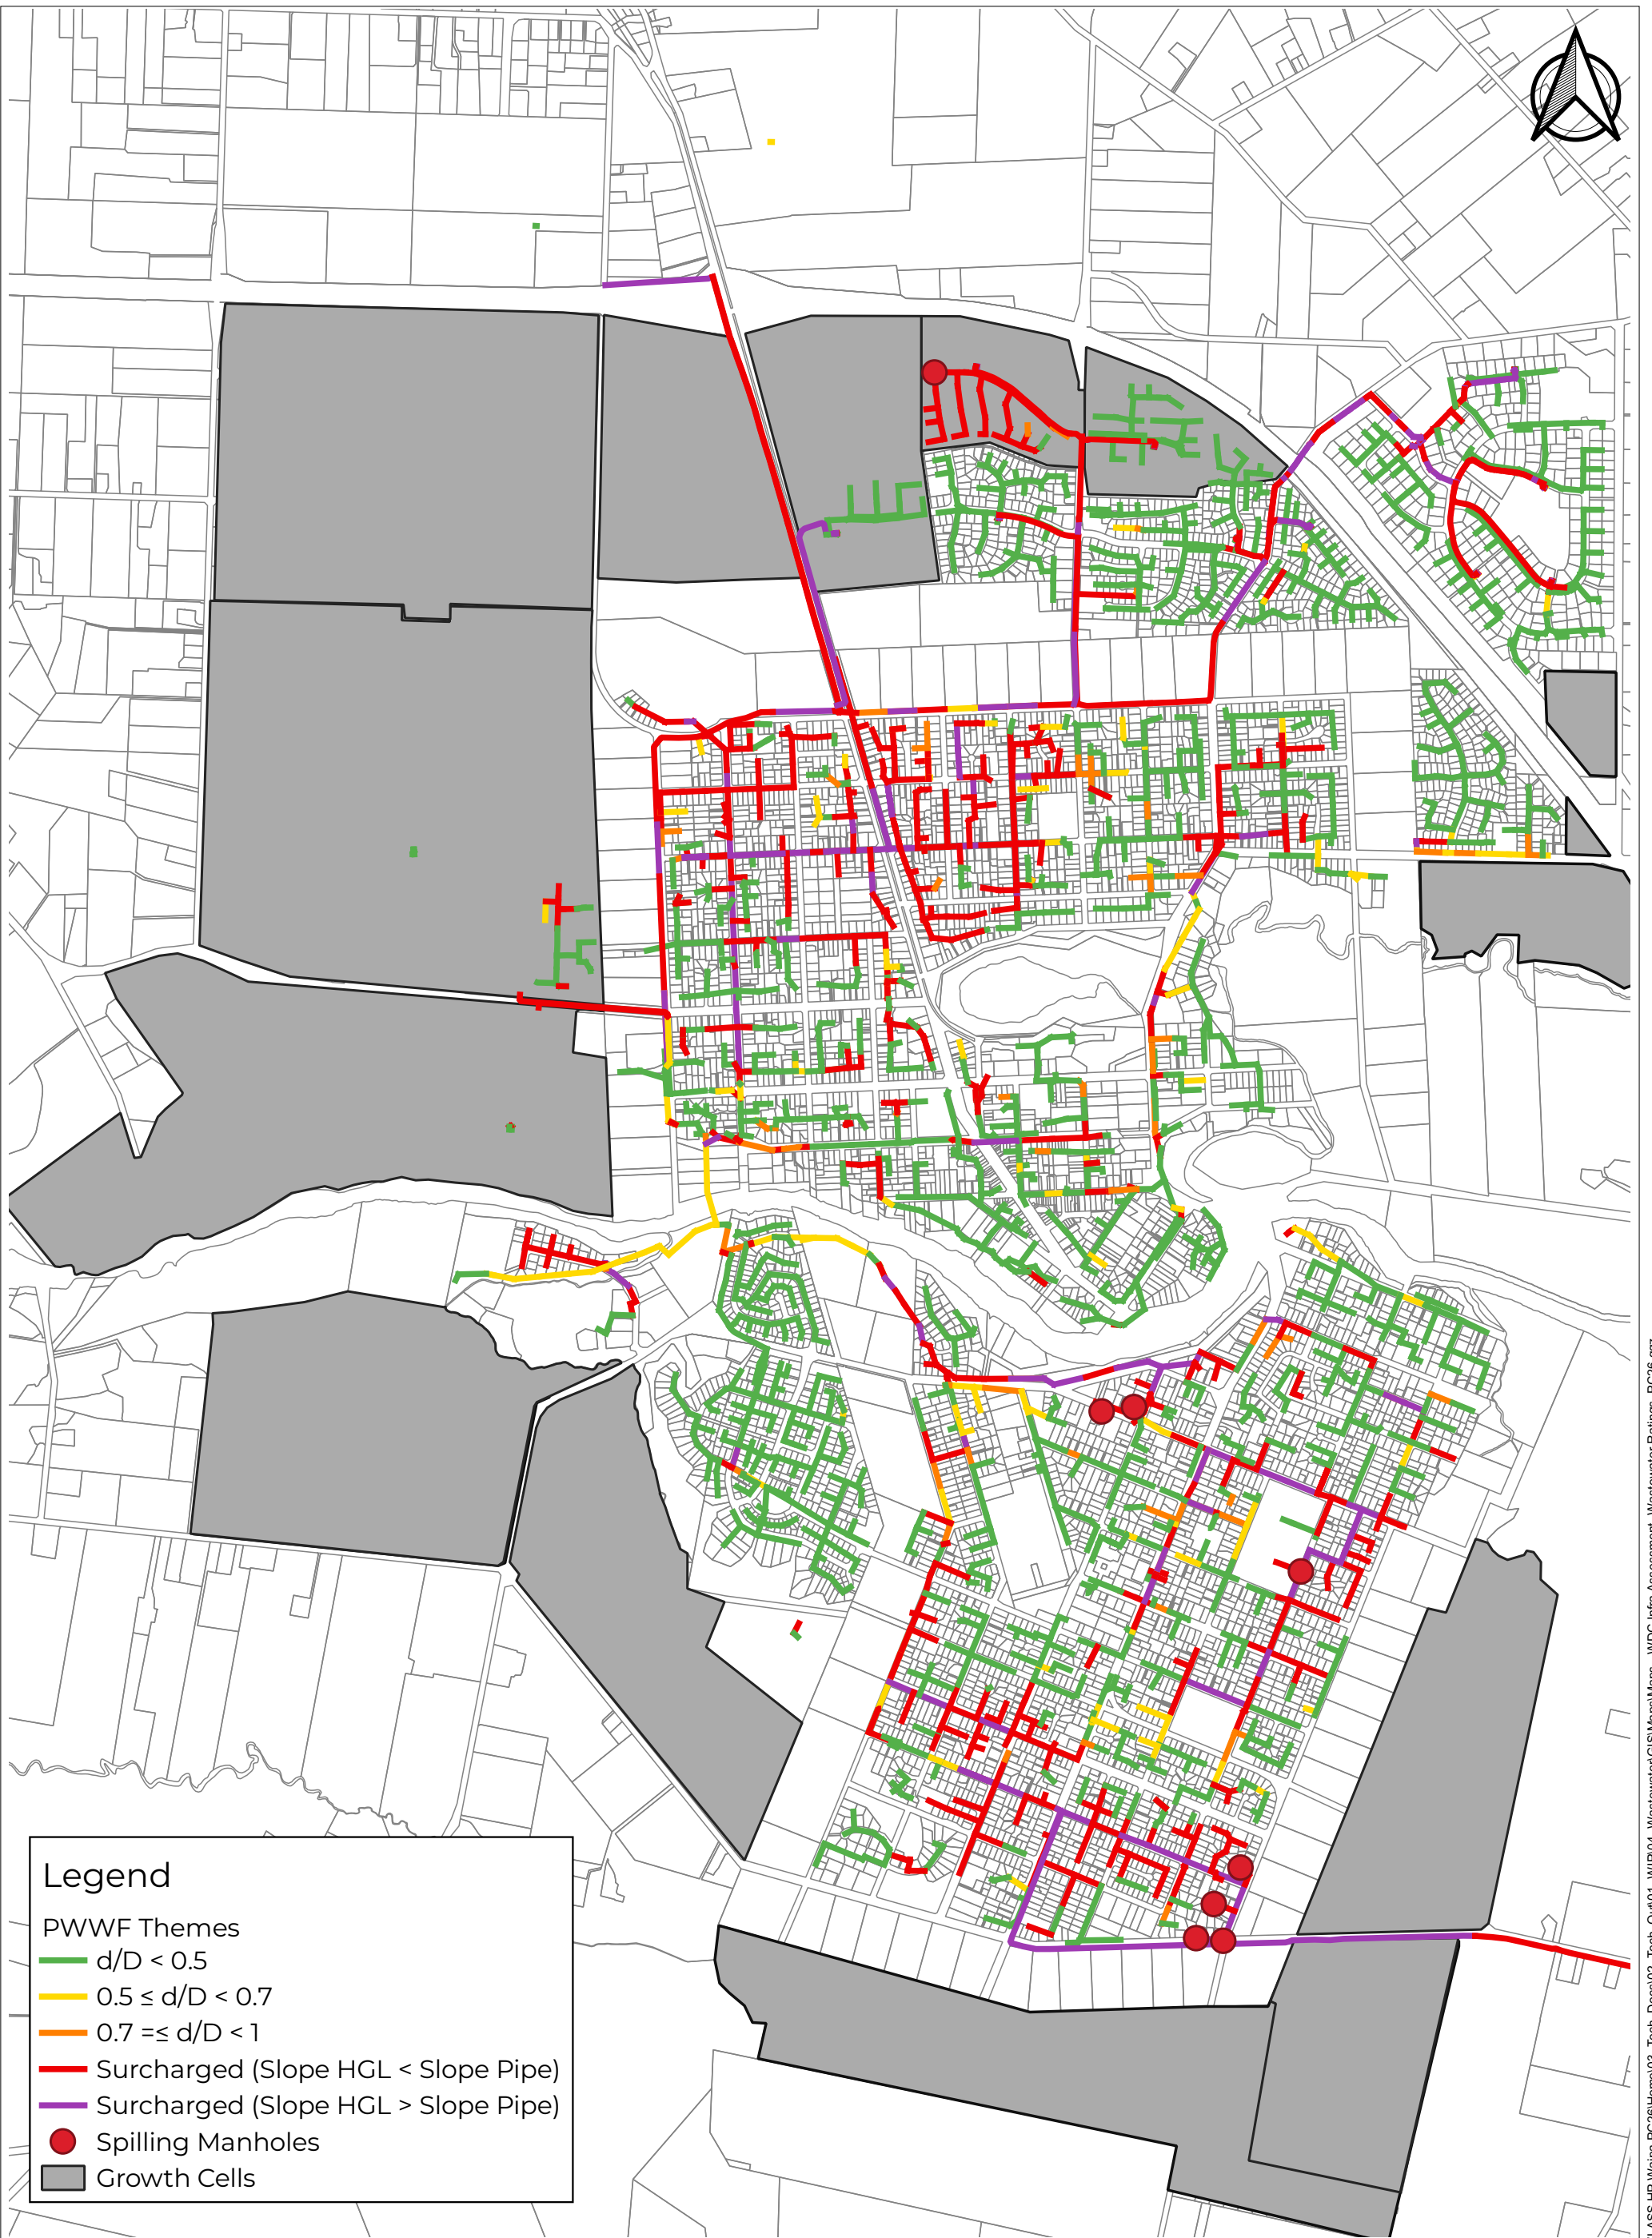 Legend
PWWF Themes
d/D < 0.5
0.5 ≤ d/D < 0.7
0.7 =≤ d/D < 1
Surcharged (Slope HGL < Slope Pipe)
Surcharged (Slope HGL > Slope Pipe)
Spilling Manholes
Growth Cells